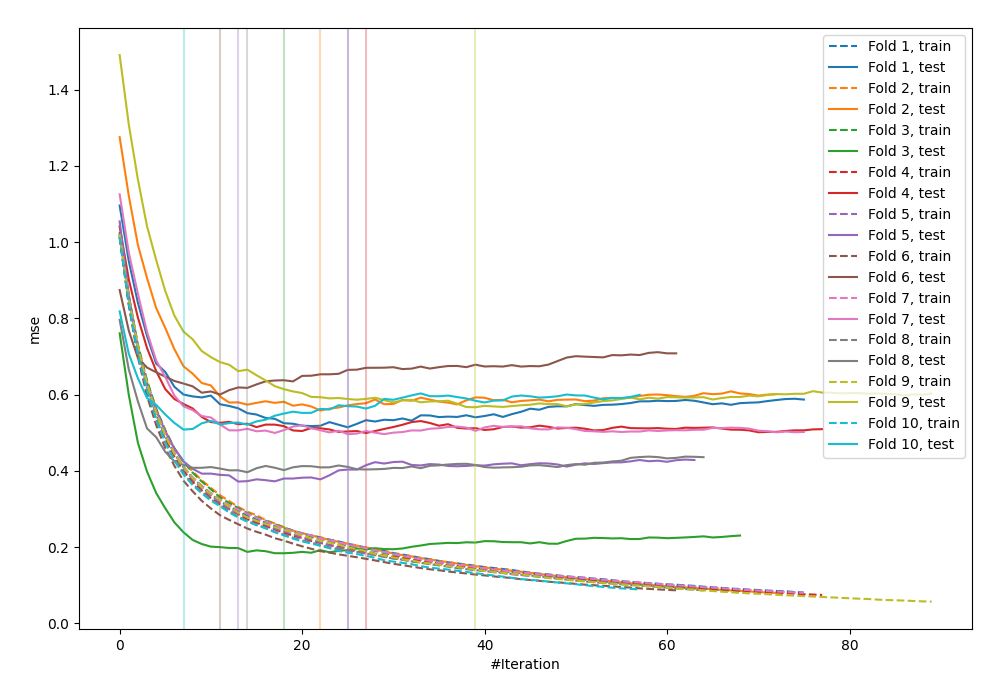 1.4
1.2
1.0
0.8
0.6
0.4
0.2
0.0
mse
0
20
40
60
80
#Iteration
Fold 1, train
Fold 1, test
Fold 2, train
Fold 2, test
Fold 3, train
Fold 3, test
Fold 4, train
Fold 4, test
Fold 5, train
Fold 5, test
Fold 6, train
Fold 6, test
Fold 7, train
Fold 7, test
Fold 8, train
Fold 8, test
Fold 9, train
Fold 9, test
Fold 10, train
Fold 10, test